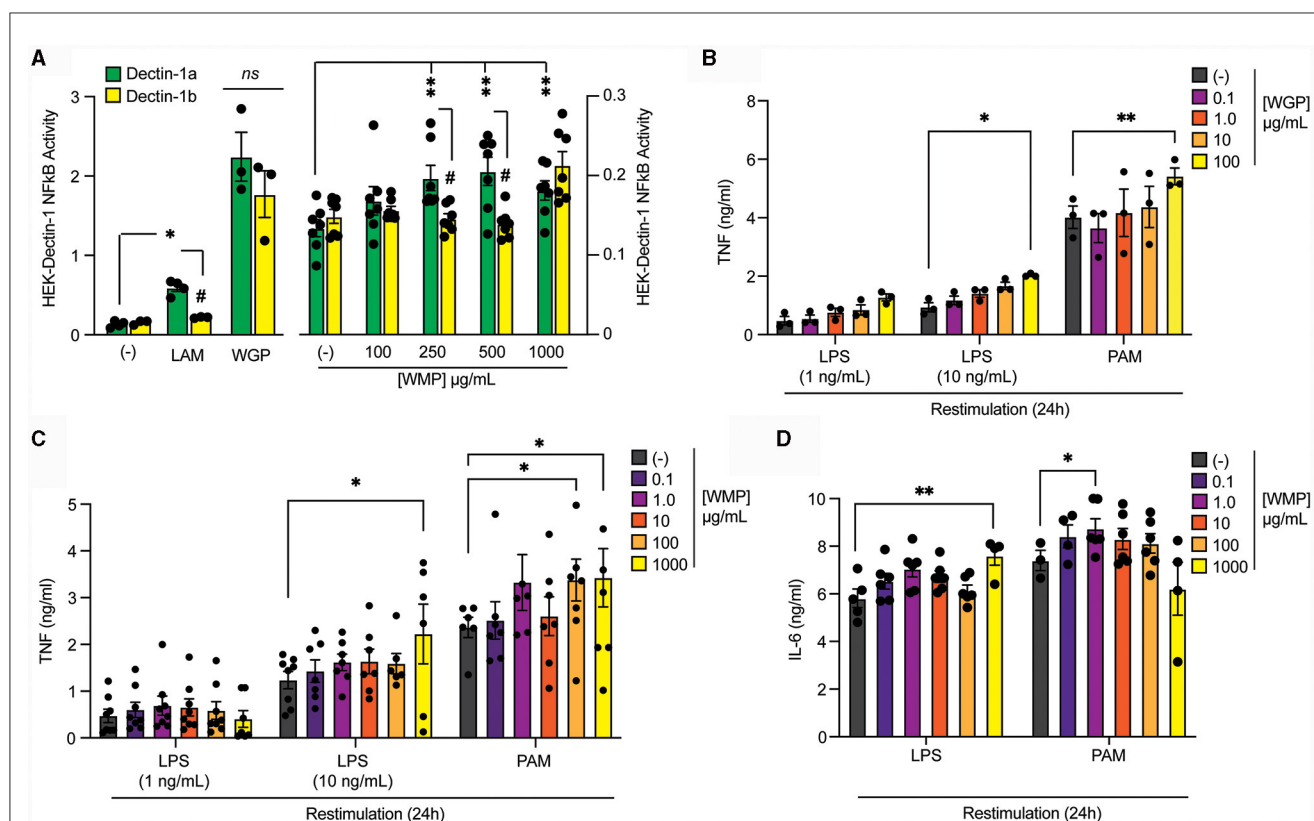 A
Dectin-1a
Dectin-1b
ns
HEK-Dectin-1 NFkB Activity
3
2
1
0
*
#
(-)
LAM
WGP
**
**
**
#
#
0.3
0.2
0.1
0
HEK-Dectin-1 NFkB Activity
(-)
100
250
500
1000
[WMP] µg/mL
B
TNF (ng/ml)
8
6
4
2
0
*
**
(-)
0.1
1.0
10
100
[WGP]
µg/mL
LPS
(1 ng/mL)
LPS
(10 ng/mL)
PAM
Restimulation (24h)
C
TNF (ng/ml)
5
4
3
2
1
0
*
*
*
(-)
0.1
1.0
10
100
1000
[WMP]
µg/mL
LPS
(1 ng/mL)
LPS
(10 ng/mL)
PAM
Restimulation (24h)
D
IL-6 (ng/ml)
10
8
6
4
2
0
**
*
(-)
0.1
1.0
10
100
1000
[WMP]
µg/mL
LPS
PAM
Restimulation (24h)